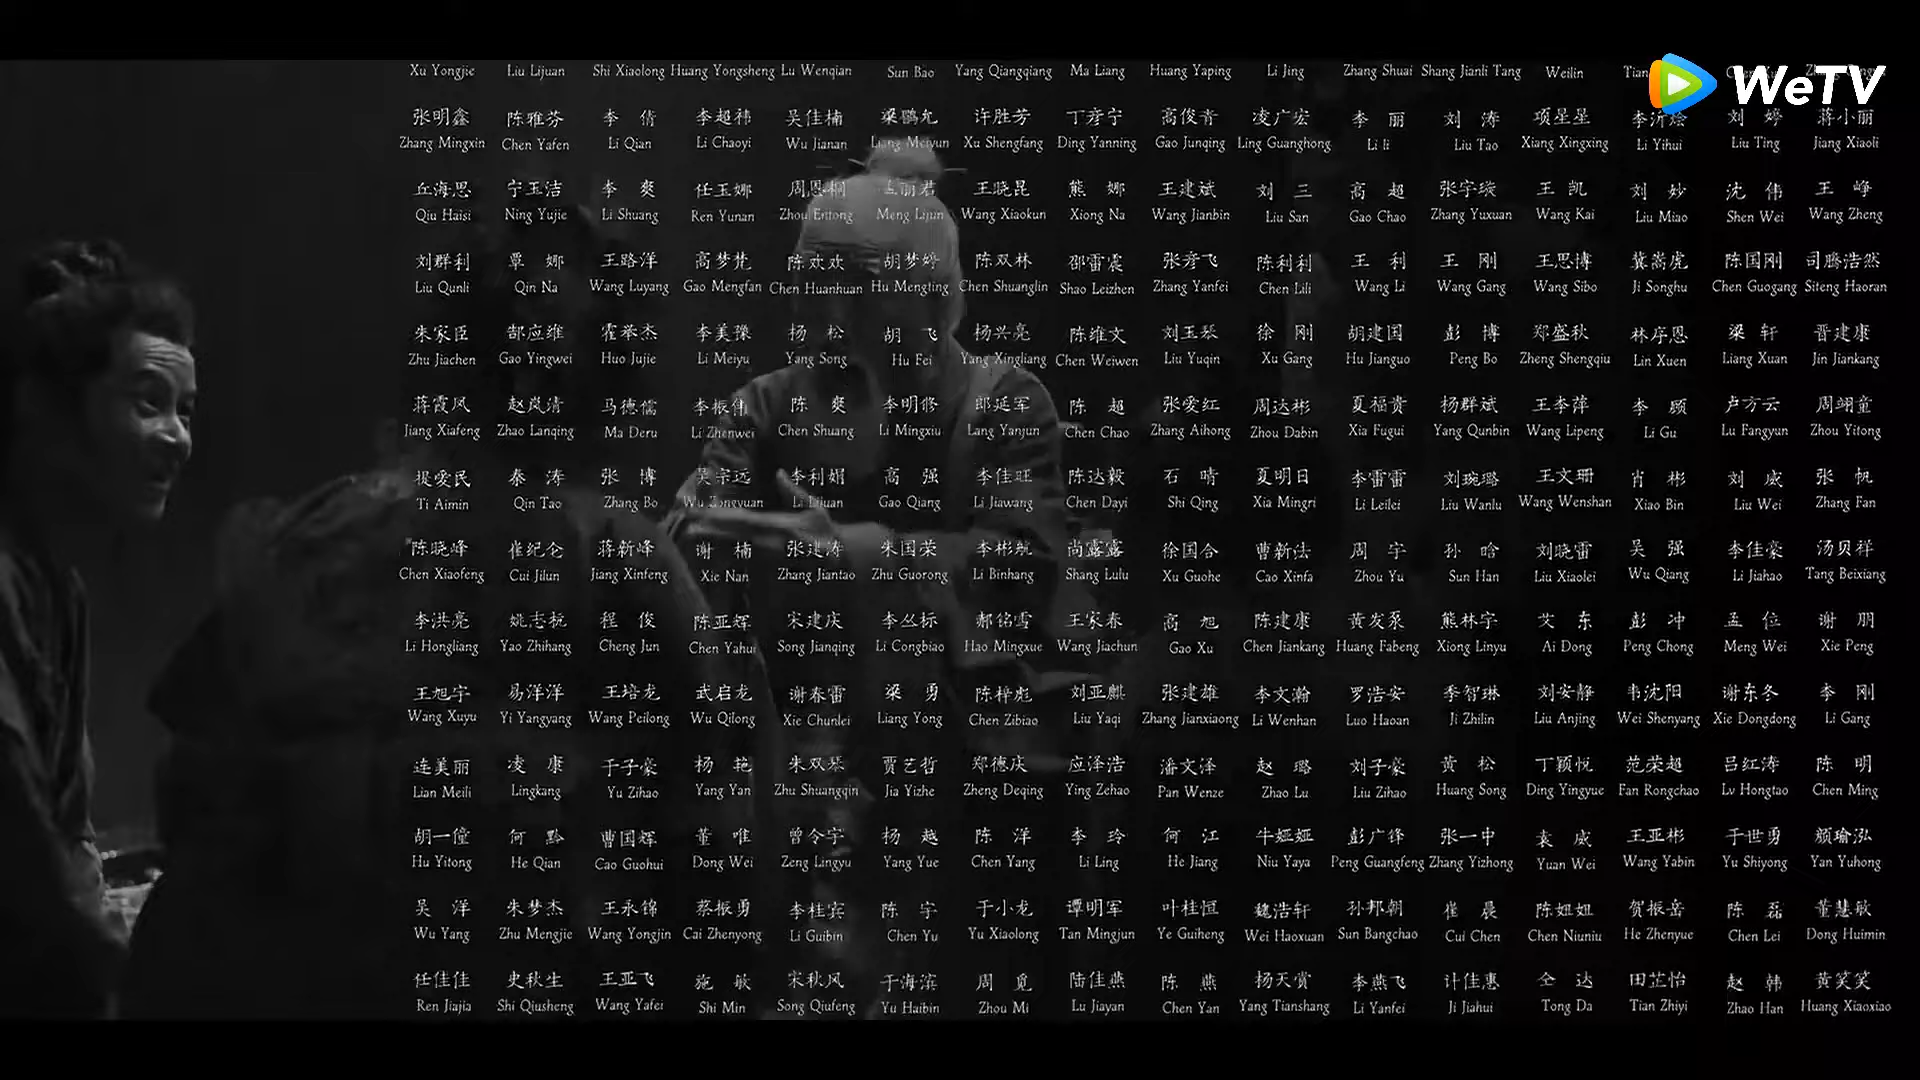 WeTV
Xu Yongjie Liu Lijuan Shi Xiaolong Huang Yongsheng Lu Wenqian Sun Bao Yang Qiangqiang Ma Liang Huang Yaping Li Jing Zhang Shuai Shang Jianli Tang Weilin
张明鑫 陈雅芬 李 倩 李超祎 吴佳楠 梁鹏允 许胜芳 丁彦宁 高俊青 凌广宏 李 丽 刘 涛 项星星 李沂烩 刘 婷 蒋小丽
Zhang Mingxin Chen Yafen Li Qian Li Chaoyi Wu Jianan Liang Meiyun Xu Shengfang Ding Yanning Gao Junqing Ling Guanghong Li li Liu Tao Xiang Xingxing Li Yihui Liu Ting Jiang Xiaoli
丘海思 宁玉洁 李 爽 任玉娜 周恩桐 孟丽君 王晓昆 熊 娜 王建斌 刘 三 高 超 张宇璇 王 凯 刘 妙 沈 伟 王 峥
Qiu Haisi Ning Yujie Li Shuang Ren Yunan Zhou Entong Meng Lijun Wang Xiaokun Xiong Na Wang Jianbin Liu San Gao Chao Zhang Yuxuan Wang Kai Liu Miao Shen Wei Wang Zheng
刘群利 覃 娜 王路洋 高梦梵 陈欢欢 胡梦婷 陈双林 邵雷震 张彦飞 陈利利 王 利 王 刚 王思博 冀嵩虎 陈国刚 司腾浩然
Liu Qunli Qin Na Wang Luyang Gao Mengfan Chen Huanhuan Hu Mengting Chen Shuanglin Shao Leizhen Zhang Yanfei Chen Lili Wang Li Wang Gang Wang Sibo Ji Songhu Chen Guogang Siteng Haoran
朱家臣 郜应维 霍举杰 李美豫 杨 松 胡 飞 杨兴亮 陈维文 刘玉琴 徐 刚 胡建国 彭 博 郑盛秋 林序恩 梁 轩 晋建康
Zhu Jiachen Gao Yingwei Huo Jujie Li Meiyu Yang Song Hu Fei Yang Xingliang Chen Weiwen Liu Yuqin Xu Gang Hu Jianguo Peng Bo Zheng Shengqiu Lin Xuen Liang Xuan Jin Jiankang
蒋霞凤 赵岚清 马德儒 李振伟 陈 爽 李明修 郎延军 陈 超 张爱红 周达彬 夏福贵 杨群斌 王李萍 李 顾 卢方云 周翊童
Jiang Xiafeng Zhao Lanqing Ma Deru Li Zhenwei Chen Shuang Li Mingxiu Lang Yanjun Chen Chao Zhang Aihong Zhou Dabin Xia Fugui Yang Qunbin Wang Lipeng Li Gu Lu Fangyun Zhou Yitong
提爱民 秦 涛 张 博 吴宗远 李利娟 高 强 李佳旺 陈达毅 石 晴 夏明日 李雷雷 刘琬璐 王文珊 肖 彬 刘 威 张 帆
Ti Aimin Qin Tao Zhang Bo Wu Zongyuan Li Lijuan Gao Qiang Li Jiawang Chen Dayi Shi Qing Xia Mingri Li Leilei Liu Wanlu Wang Wenshan Xiao Bin Liu Wei Zhang Fan
陈晓峰 崔纪仑 蒋新峰 谢 楠 张建涛 朱国荣 李彬航 尚露露 徐国合 曹新法 周 宇 孙 晗 刘晓雷 吴 强 李佳豪 汤贝祥
Chen Xiaofeng Cui Jilun Jiang Xinfeng Xie Nan Zhang Jiantao Zhu Guorong Li Binhang Shang Lulu Xu Guohe Cao Xinfa Zhou Yu Sun Han Liu Xiaolei Wu Qiang Li Jiahao Tang Beixiang
李洪亮 姚志杭 程 俊 陈亚辉 宋建庆 李丛标 郝铭雪 王家春 高 旭 陈建康 黄发泵 熊林宇 艾 东 彭 冲 孟 位 谢 朋
Li Hongliang Yao Zhihang Cheng Jun Chen Yahui Song Jianqing Li Congbiao Hao Mingxue Wang Jiachun Gao Xu Chen Jiankang Huang Fabeng Xiong Linyu Ai Dong Peng Chong Meng Wei Xie Peng
王旭宇 易洋洋 王培龙 武启龙 谢春雷 梁 勇 陈梓彪 刘亚麒 张建雄 李文瀚 罗浩安 季智琳 刘安静 韦沈阳 谢东冬 李 刚
Wang Xuyu Yi Yangyang Wang Peilong Wu Qilong Xie Chunlei Liang Yong Chen Zibiao Liu Yaqi Zhang Jianxiaong Li Wenhan Luo Haoan Ji Zhilin Liu Anjing Wei Shenyang Xie Dongdong Li Gang
连美丽 凌 康 于子豪 杨 艳 朱双琴 贾艺哲 郑德庆 应泽浩 潘文泽 赵 璐 刘子豪 黄 松 丁颖悦 范荣超 吕红涛 陈 明
Lian Meili Lingkang Yu Zihao Yang Yan Zhu Shuangqin Jia Yizhe Zheng Deqing Ying Zehao Pan Wenze Zhao Lu Liu Zihao Huang Song Ding Yingyue Fan Rongchao Lv Hongtao Chen Ming
胡一僮 何 黔 曹国辉 董 唯 曾令宇 杨 越 陈 洋 李 玲 何 江 牛娅娅 彭广锋 张一中 袁 威 王亚彬 于世勇 颜瑜泓
Hu Yitong He Qian Cao Guohui Dong Wei Zeng Lingyu Yang Yue Chen Yang Li Ling He Jiang Niu Yaya Peng Guangfeng Zhang Yizhong Yuan Wei Wang Yabin Yu Shiyong Yan Yuhong
吴 洋 朱梦杰 王永锦 蔡振勇 李桂宾 陈 宇 于小龙 谭明军 叶桂恒 魏浩轩 孙邦朝 崔 晨 陈妞妞 贺振岳 陈 磊 董慧敏
Wu Yang Zhu Mengjie Wang Yongjin Cai Zhenyong Li Guibin Chen Yu Yu Xiaolong Tan Mingjun Ye Guiheng Wei Haoxuan Sun Bangchao Cui Chen Chen Niuniu He Zhenyue Chen Lei Dong Huimin
任佳佳 史秋生 王亚飞 施 敏 宋秋风 于海滨 周 觅 陆佳燕 陈 燕 杨天赏 李燕飞 计佳惠 仝 达 田芷怡 赵 韩 黄笑笑
Ren Jiajia Shi Qiusheng Wang Yafei Shi Min Song Qiufeng Yu Haibin Zhou Mi Lu Jiayan Chen Yan Yang Tianshang Li Yanfei Ji Jiahui Tong Da Tian Zhiyi Zhao Han Huang Xiaoxiao